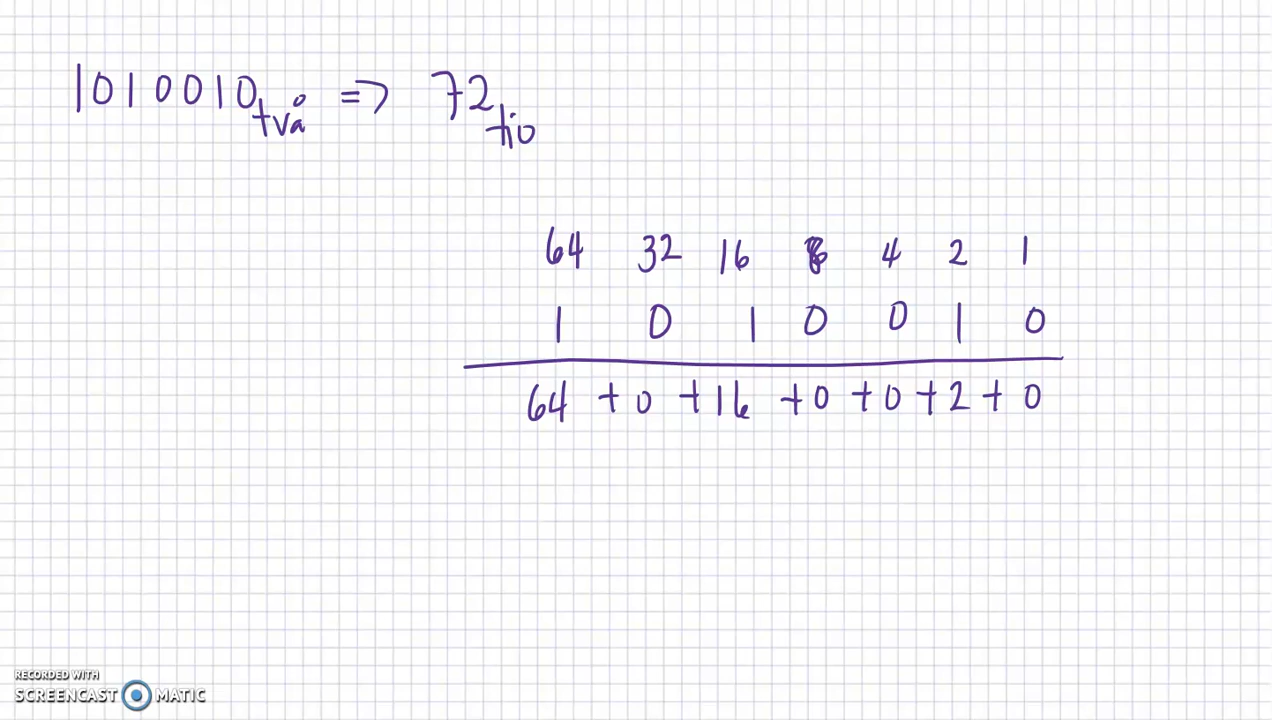 1010010två => 72tio
64 32 16 8 4 2 1
1 0 1 0 0 1 0
64 + 0 + 16 + 0 + 0 + 2 + 0
RECORDED WITH
SCREENCAST MATIC